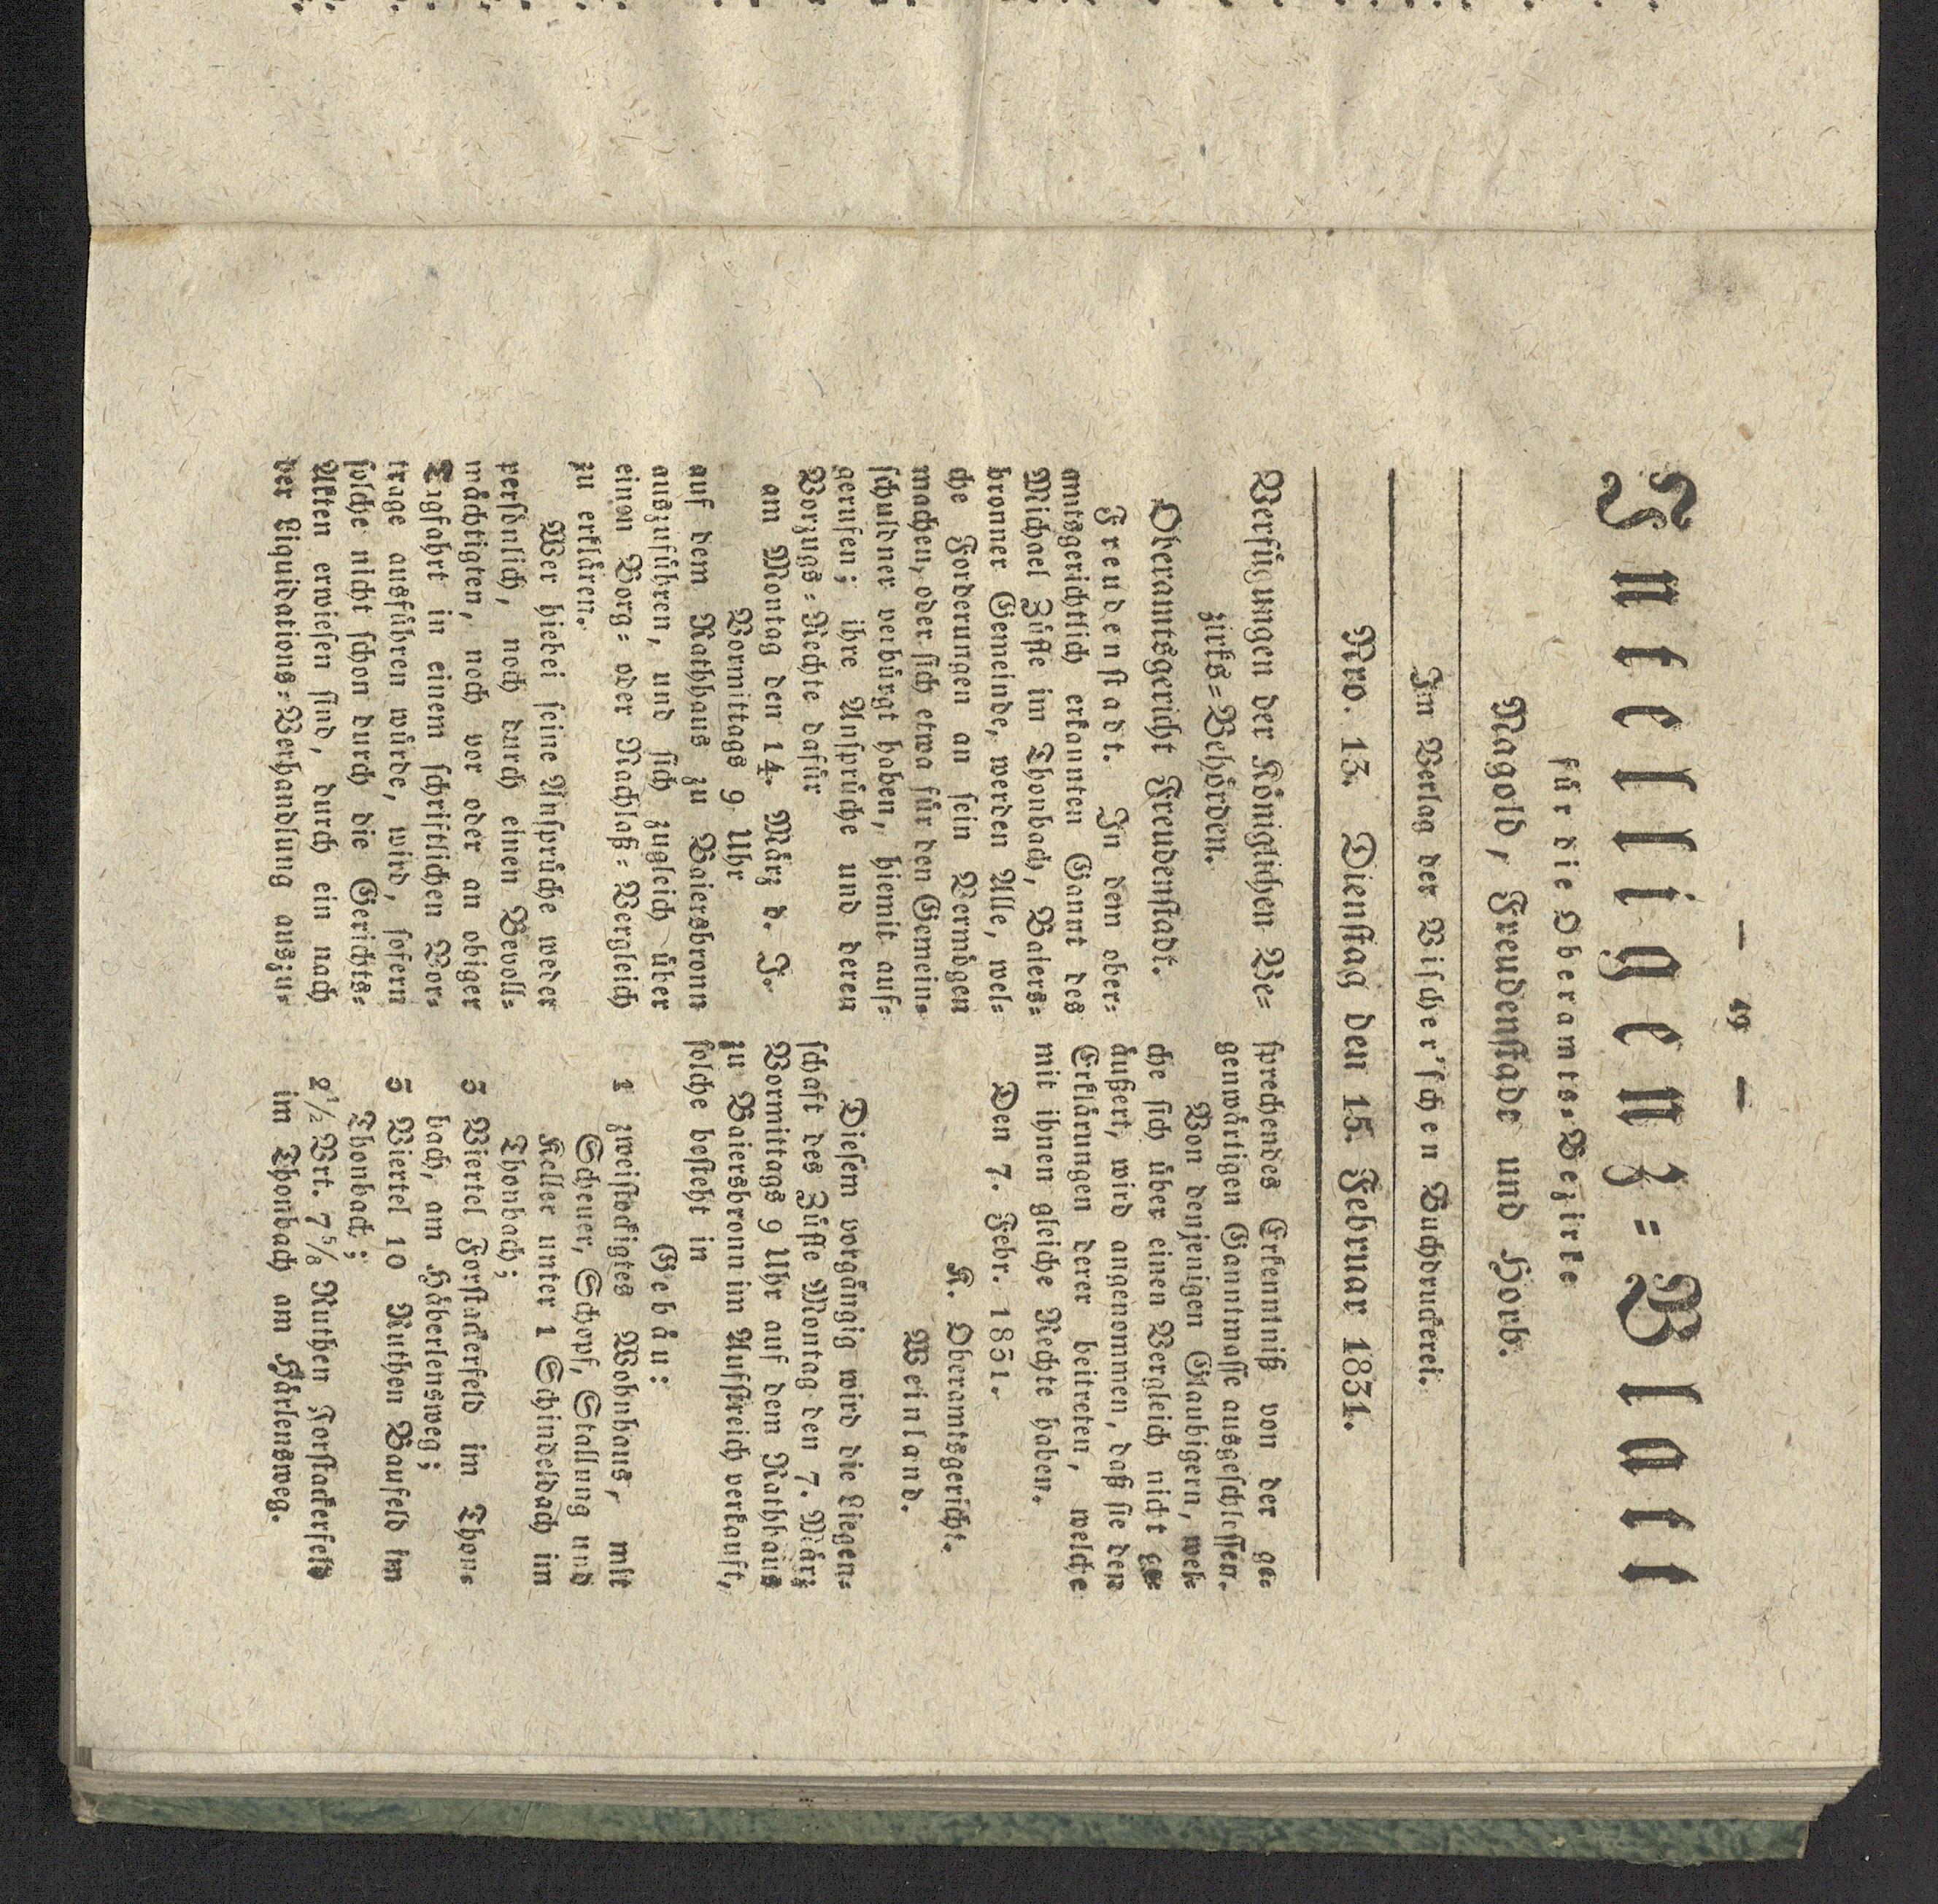 — 49 —
Intelligenz=Blatt
für die Oberamts=Bezirke
Nagold, Freudenstadt und Horb.
Im Verlag der Vischer'schen Buchdruckerei.
Nro. 13. Dienstag den 15. Februar 1831.
Verfügungen der Königlichen Be=
zirks=Behörden.
Oberamtsgericht Freudenstadt.
Freudenstadt. In dem ober=
amtsgerichtlich erkannten Gannt des
Michael Züfle im Thonbach, Baiers=
bronner Gemeinde, werden Alle, wel=
che Forderungen an sein Vermögen
machen, oder sich etwa für den Gemein=
schuldner verbürgt haben, hiemit auf=
gerufen; ihre Ansprüche und deren
Vorzugs=Rechte dafür
am Montag den 14. März d. J.
Vormittags 9 Uhr
auf dem Rathhaus zu Baiersbronn
auszuführen, und sich zugleich über
einen Borg= oder Nachlaß=Vergleich
zu erklären.
Wer hiebei seine Ansprüche weder
persönlich, noch durch einen Bevoll=
mächtigten, noch vor oder an obiger
Tagfahrt in einem schriftlichen Vor=
trage ausführen würde, wird, sofern
solche nicht schon durch die Gerichts=
Akten erwiesen sind, durch ein nach
der Liquidations=Verhandlung auszu=
sprechendes Erkenntniß von der ge=
genwärtigen Ganntmasse ausgeschlossen.
Von denjenigen Glaubigern, wel=
che sich über einen Vergleich nicht ge=
äußert, wird angenommen, daß sie den
Erklärungen derer beitreten, welche
mit ihnen gleiche Rechte haben.
Den 7. Febr. 1831.
K. Oberamtsgericht.
Weinland.
Diesem vorgängig wird die Liegen=
schaft des Züfle Montag den 7. März
Vormittags 9 Uhr auf dem Rathhaus
zu Baiersbronn im Aufstreich verkauft,
solche besteht in
Gebäu:
1 zweistockigtes Wohnhaus, mit
Scheuer, Schopf, Stallung und
Keller unter 1 Schindeldach im
Thonbach;
3 Viertel Forstackerfeld im Thon=
bach, am Häberlensweg;
3 Viertel 10 Ruthen Baufeld im
Thonbach;
2½ Vrt. 7⅝ Ruthen Forstackerfeld
im Thonbach am Härlensweg.